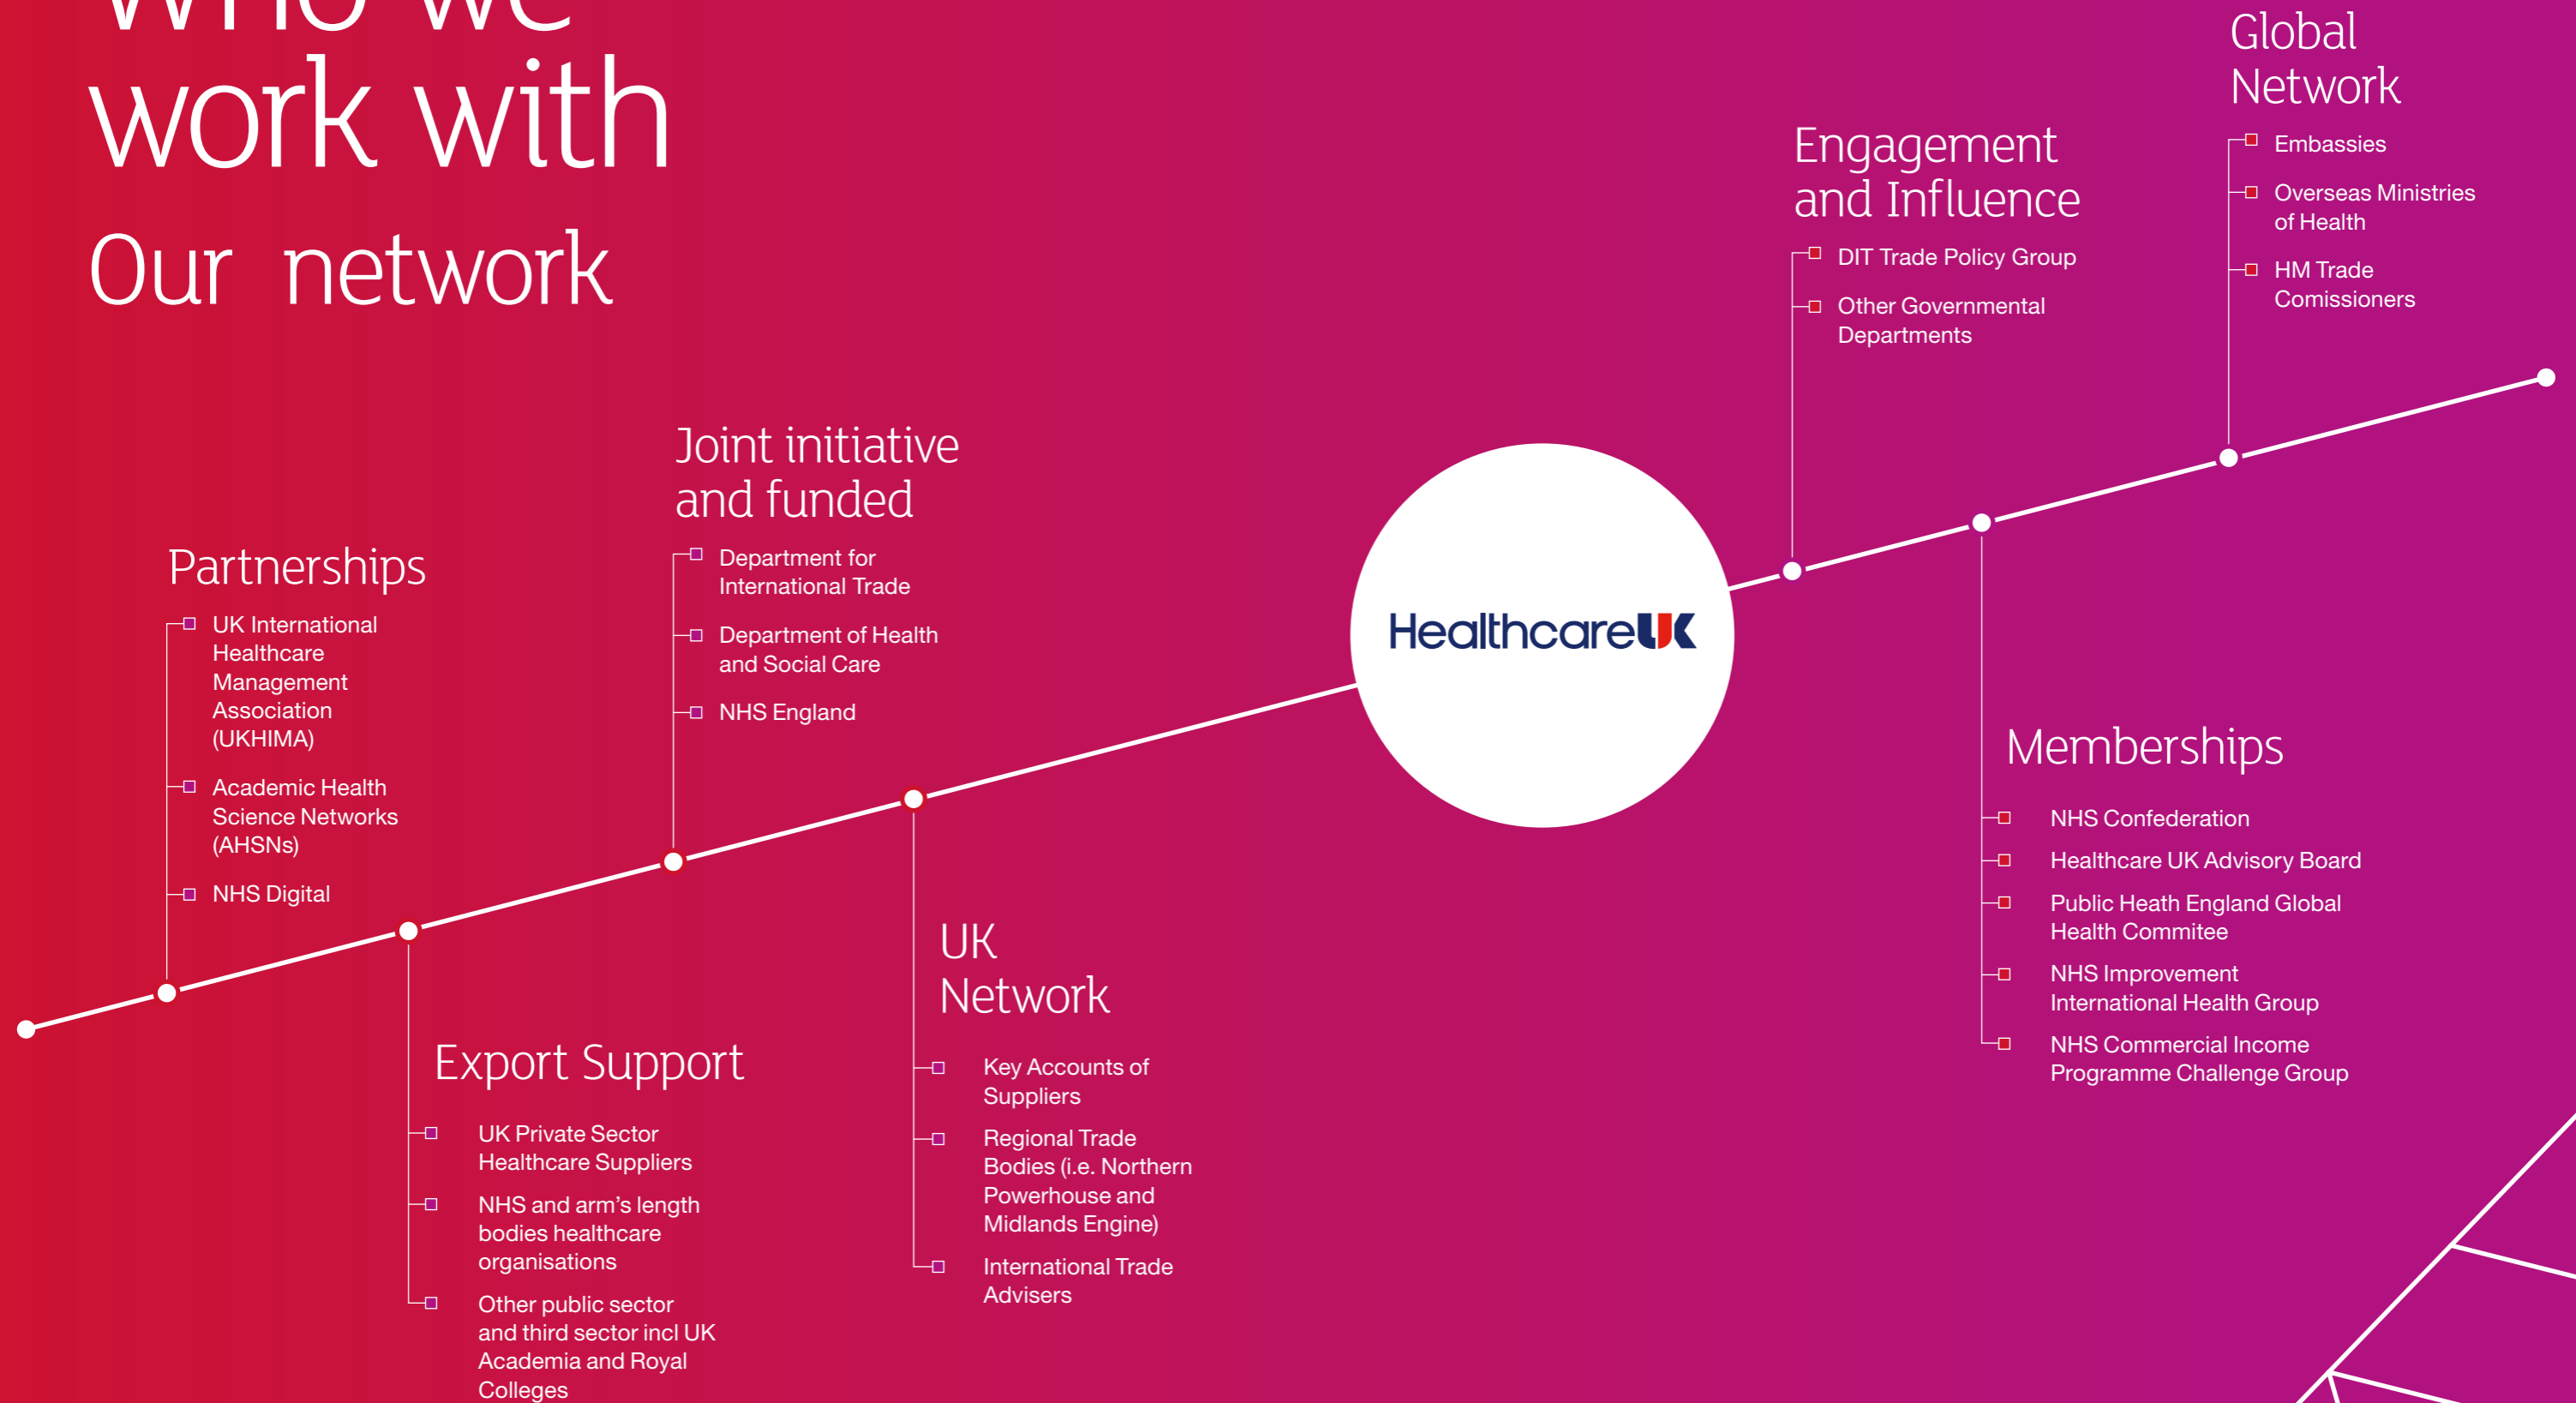 Who we
work with
Our network
Partnerships
UK International
Healthcare
Management
Association
(UKHIMA)
Academic Health
Science Networks
(AHSNs)
NHS Digital
Export Support
UK Private Sector
Healthcare Suppliers
NHS and arm's length
bodies healthcare
organisations
Other public sector
and third sector incl UK
Academia and Royal
Colleges
Joint initiative
and funded
Department for
International Trade
Department of Health
and Social Care
NHS England
UK
Network
Key Accounts of
Suppliers
Regional Trade
Bodies (i.e. Northern
Powerhouse and
Midlands Engine)
International Trade
Advisers
HealthcareUK
Engagement
and Influence
DIT Trade Policy Group
Other Governmental
Departments
Memberships
NHS Confederation
Healthcare UK Advisory Board
Public Heath England Global
Health Commitee
NHS Improvement
International Health Group
NHS Commercial Income
Programme Challenge Group
Global
Network
Embassies
Overseas Ministries
of Health
HM Trade
Comissioners